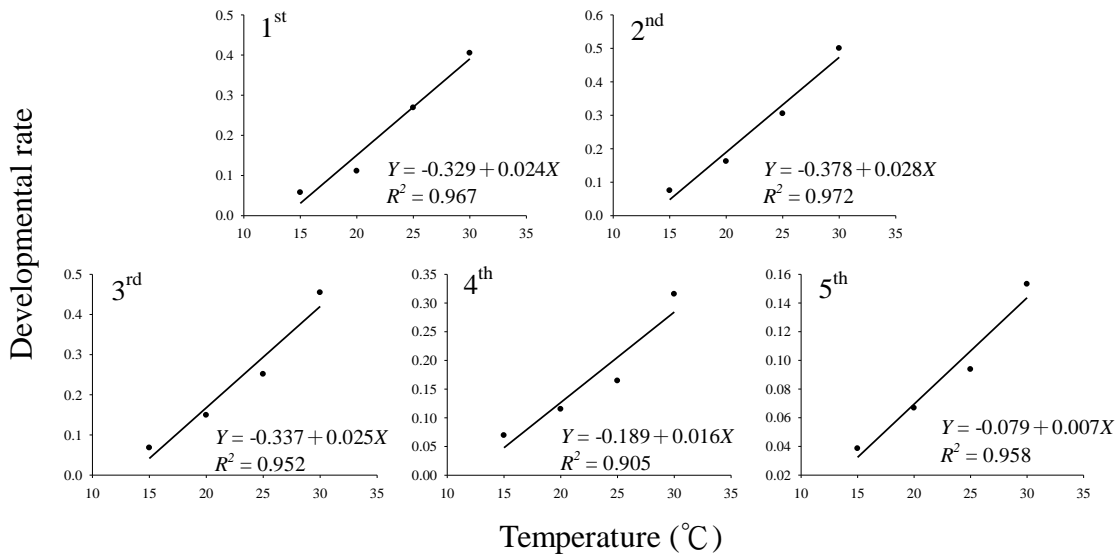 Developmental rate
1st
0.5
0.4
0.3
0.2
0.1
0.0
10 15 20 25 30 35
Y = -0.329 + 0.024X
R² = 0.967
2nd
0.6
0.5
0.4
0.3
0.2
0.1
0.0
10 15 20 25 30 35
Y = -0.378 + 0.028X
R² = 0.972
3rd
0.5
0.4
0.3
0.2
0.1
0.0
10 15 20 25 30 35
Y = -0.337 + 0.025X
R² = 0.952
4th
0.35
0.30
0.25
0.20
0.15
0.10
0.05
0.00
10 15 20 25 30 35
Y = -0.189 + 0.016X
R² = 0.905
5th
0.16
0.14
0.12
0.10
0.08
0.06
0.04
0.02
10 15 20 25 30 35
Y = -0.079 + 0.007X
R² = 0.958
Temperature (℃)